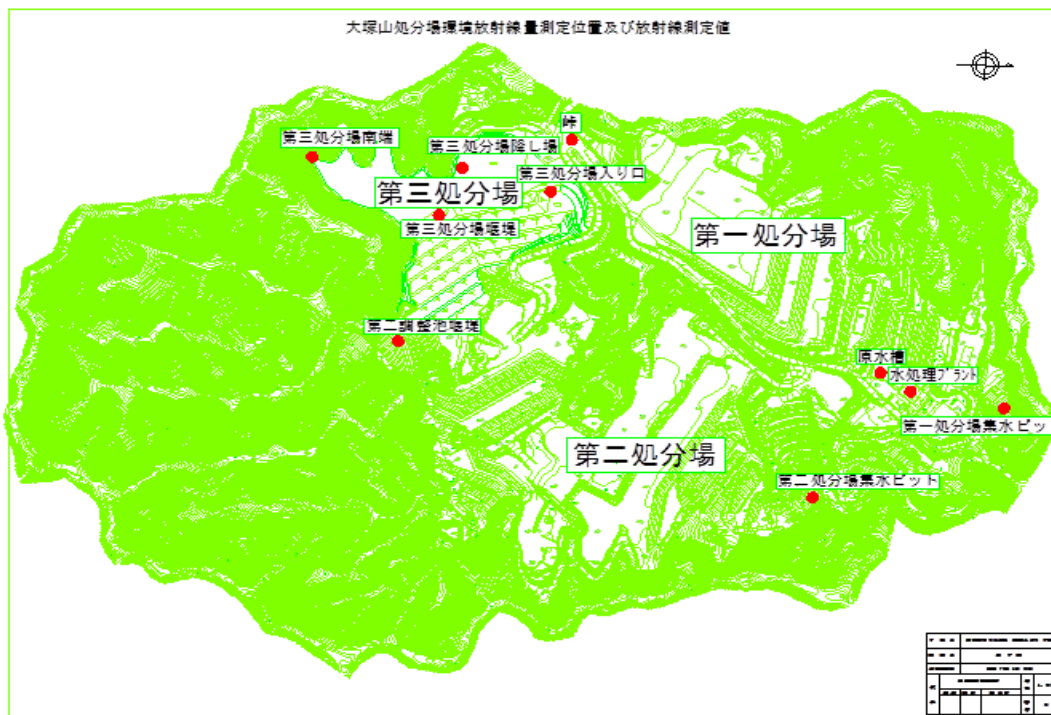 大塚山処分場環境放射線量測定位置及び放射線測定値
峠
第三処分場南端
第三処分場降し場
第三処分場入り口
第三処分場
第三処分場堰堤
第一処分場
第二調整池堰堤
原水槽
水処理プラント
第一処分場集水ピッ
第二処分場
第二処分場集水ピット